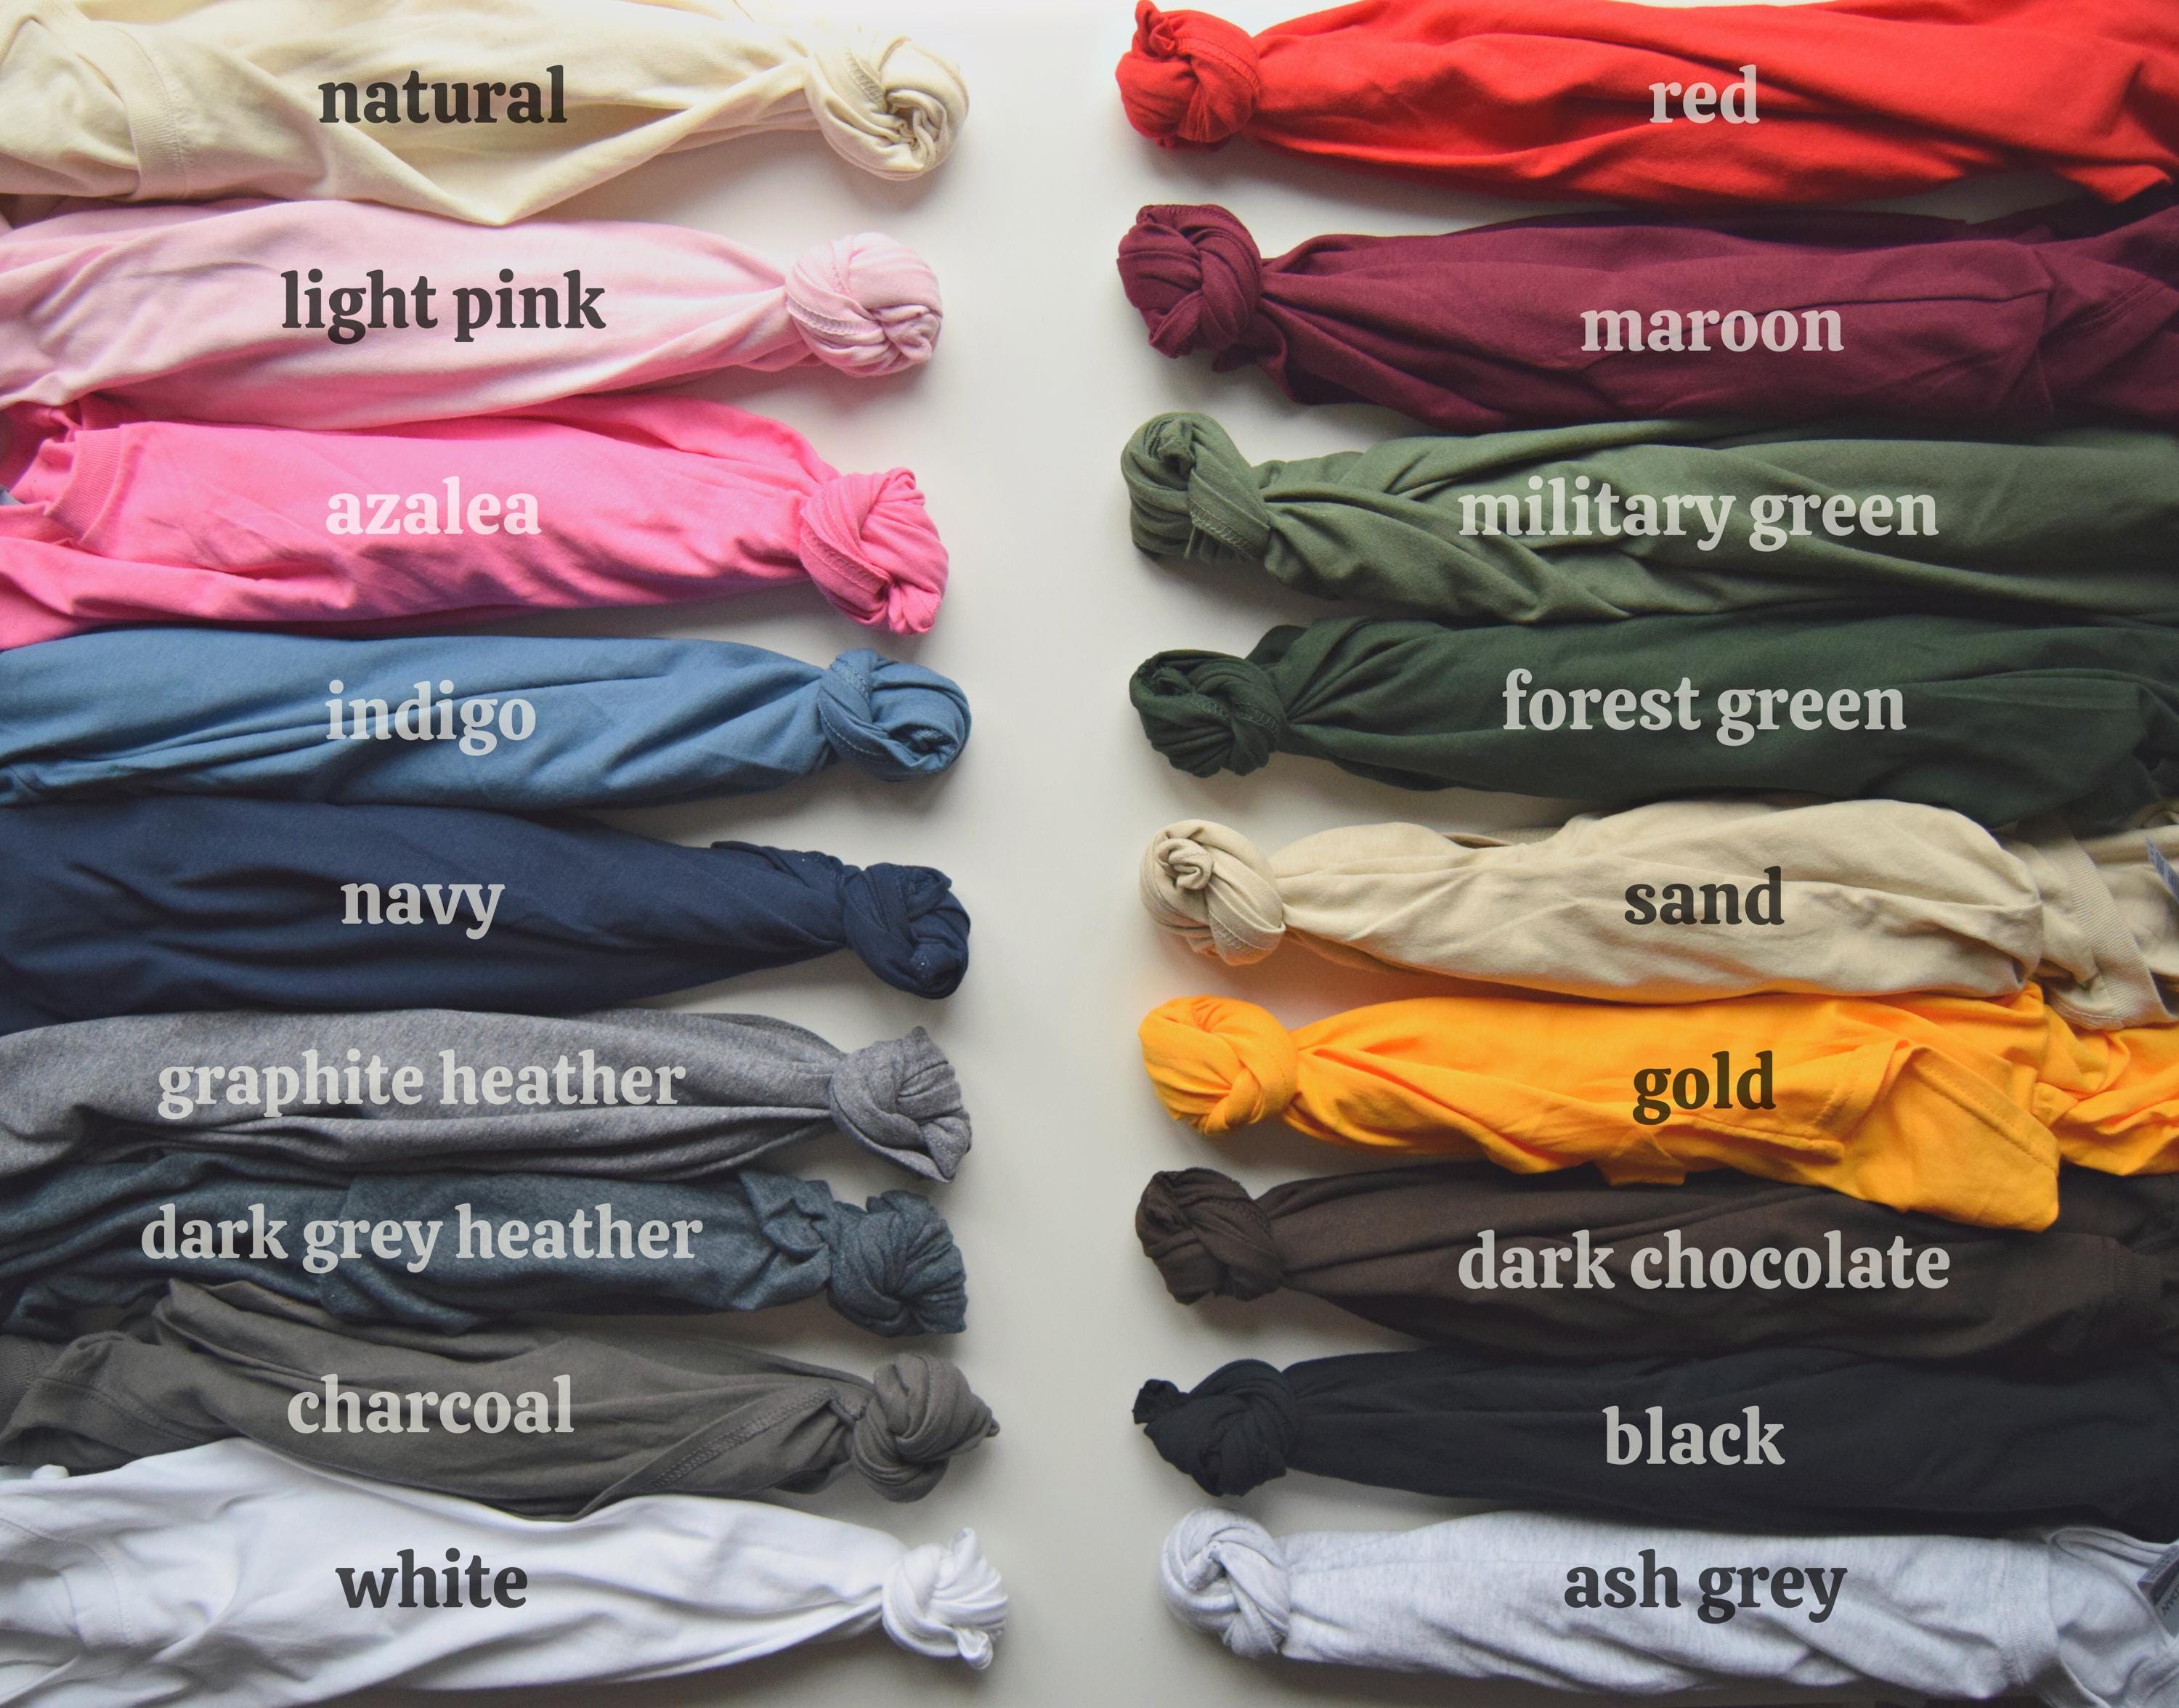 natural
light pink
azalea
indigo
navy
graphite heather
dark grey heather
charcoal
white
red
maroon
military green
forest green
sand
gold
dark chocolate
black
ash grey